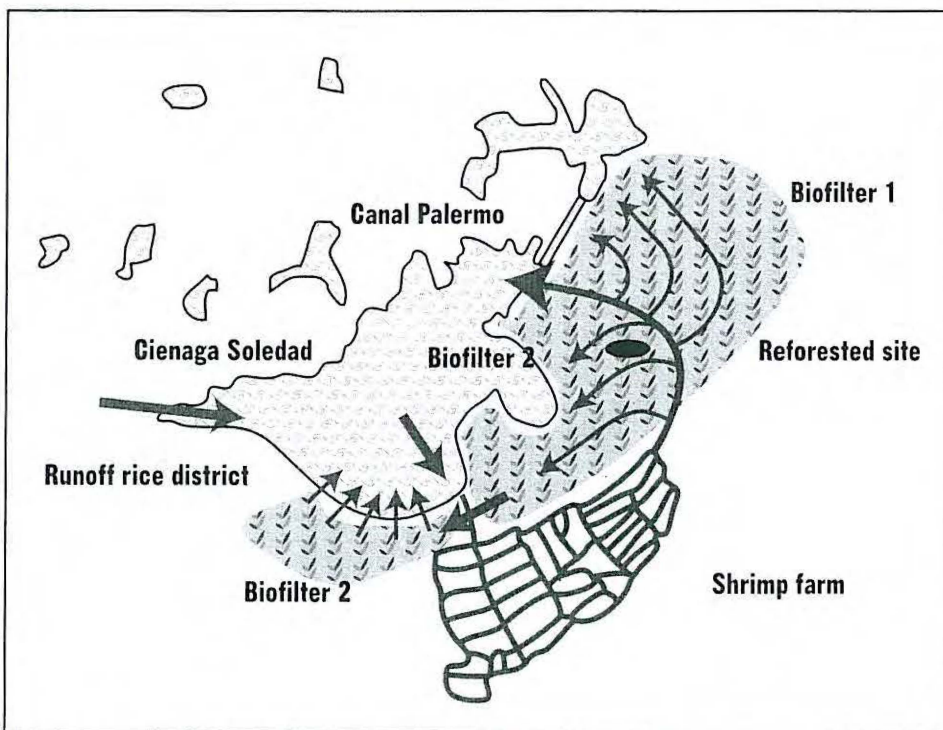 Biofilter 1
Canal Palermo
Cienaga Soledad
Biofilter 2
Reforested site
Runoff rice district
Biofilter 2
Shrimp farm